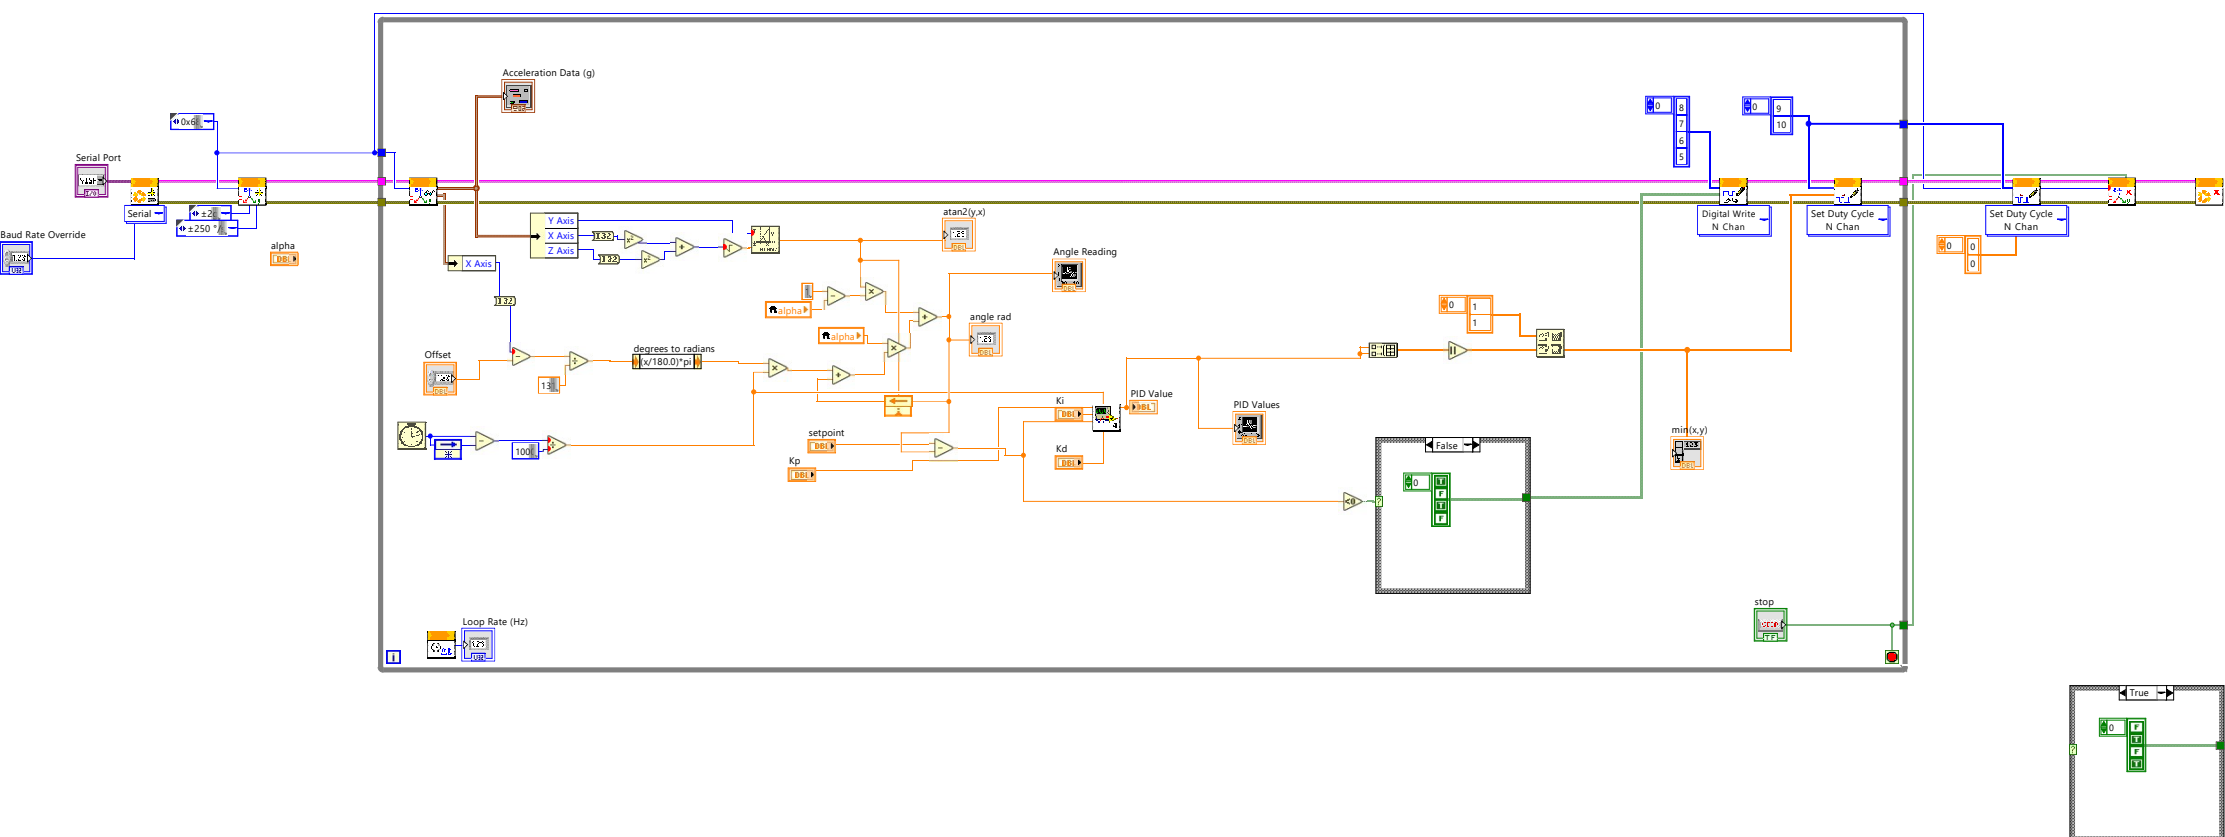 Acceleration Data (g)
0x68
Serial Port
Serial
±2
±250 °/
Baud Rate Override
alpha
Y Axis
X Axis
Z Axis
X Axis
I32
I32
I32
atan2(y,x)
Angle Reading
alpha
alpha
angle rad
degrees to radians
(x/180.0)*pi
Offset
13
100
setpoint
Kp
Ki
Kd
PID Value
PID Values
False
0
T
F
T
F
0
1
1
min(x,y)
0
8
7
6
5
0
9
10
Digital Write
N Chan
Set Duty Cycle
N Chan
Set Duty Cycle
N Chan
0
0
0
stop
STOP
TF
Loop Rate (Hz)
i
True
0
F
T
F
T